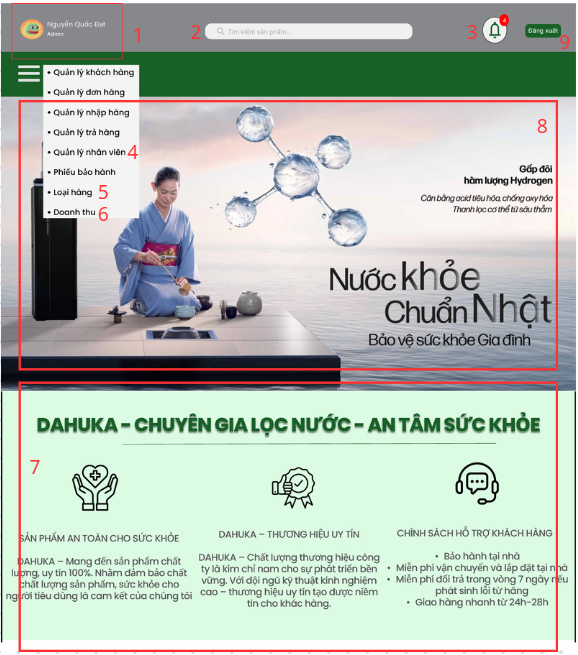 Nguyễn Quốc Đạt
Admin
1
2
Tìm kiếm sản phẩm...
3
4
Đăng xuất
9
• Quản lý khách hàng
• Quản lý đơn hàng
• Quản lý nhập hàng
• Quản lý trả hàng
• Quản lý nhân viên 4
• Phiếu bảo hành
• Loại hàng 5
• Doanh thu 6
8
Gấp đôi
hàm lượng Hydrogen
Cân bằng acid tiêu hóa, chống oxy hóa
Thanh lọc cơ thể từ sâu thẳm
Nước khỏe
Chuẩn Nhật
Bảo vệ sức khỏe Gia đình
DAHUKA - CHUYÊN GIA LỌC NƯỚC - AN TÂM SỨC KHỎE
7
SẢN PHẨM AN TOÀN CHO SỨC KHỎE
DAHUKA – Mang đến sản phẩm chất
lượng, uy tín 100%. Nhằm đảm bảo chất
chất lượng sản phẩm, sức khỏe cho
người tiêu dùng là cam kết của chúng tôi
DAHUKA – THƯƠNG HIỆU UY TÍN
DAHUKA – Chất lượng thương hiệu công
ty là kim chỉ nam cho sự phát triển bền
vững. Với đội ngũ kỹ thuật kinh nghiệm
cao – thương hiệu uy tín tạo được niềm
tin cho khác hàng.
CHÍNH SÁCH HỖ TRỢ KHÁCH HÀNG
• Bảo hành tại nhà
• Miễn phí vận chuyển và lắp đặt tại nhà
• Miễn phí đổi trả trong vòng 7 ngày nếu
phát sinh lỗi từ hãng
• Giao hàng nhanh từ 24h-28h